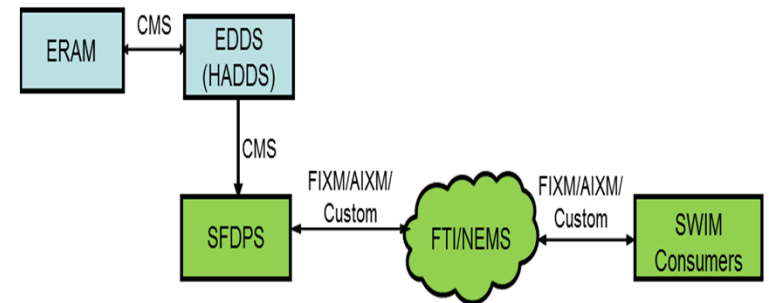 CMS
ERAM
EDDS
(HADDS)
CMS
FIXM/AIXM/
Custom
FIXM/AIXM/
Custom
SFDPS
FTI/NEMS
SWIM
Consumers